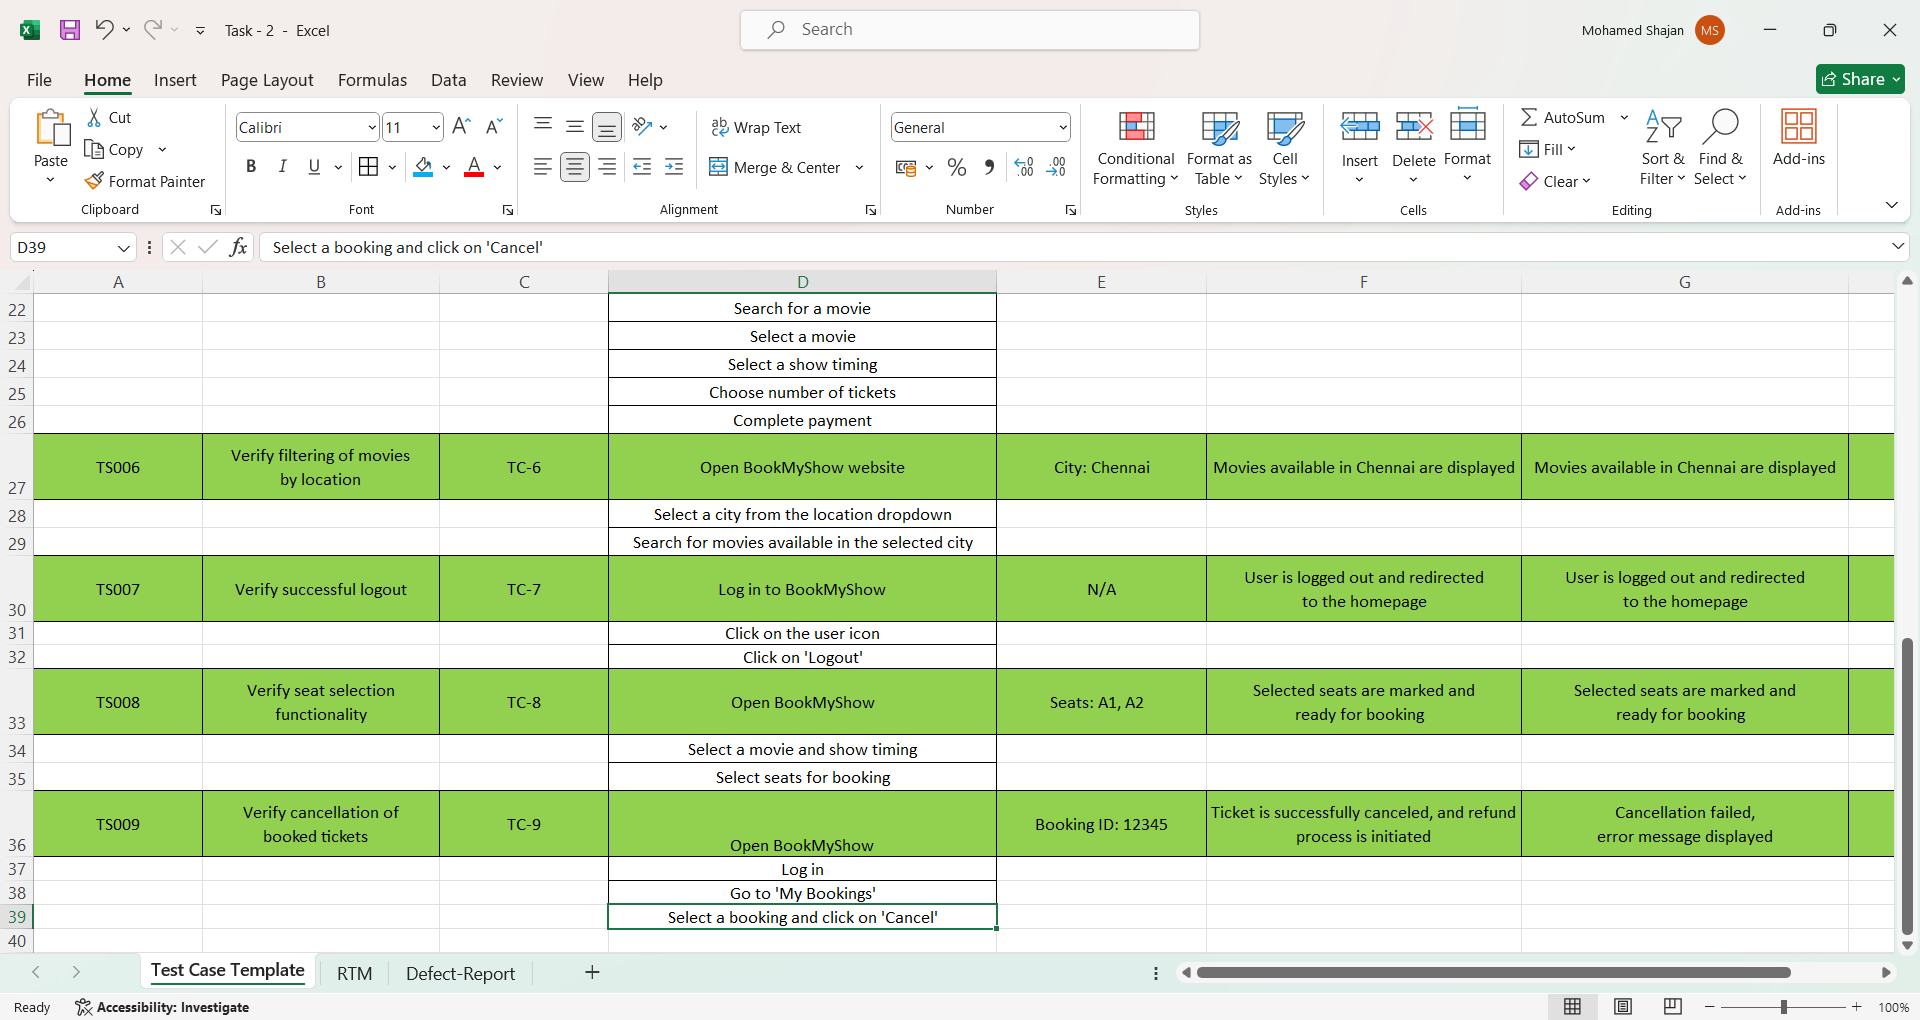 Task - 2 - Excel
Search
Mohamed Shajan
MS
File
Home
Insert
Page Layout
Formulas
Data
Review
View
Help
Share
Paste
Cut
Copy
Format Painter
Clipboard
Calibri
11
B I U
Font
Wrap Text
Merge & Center
Alignment
General
Number
Conditional
Formatting
Format as
Table
Cell
Styles
Styles
Insert
Delete
Format
Cells
AutoSum
Fill
Clear
Sort &
Filter
Find &
Select
Editing
Add-ins
Add-ins
D39
fx
Select a booking and click on 'Cancel'
A B C D E F G
22 Search for a movie
23 Select a movie
24 Select a show timing
25 Choose number of tickets
26 Complete payment
27
TS006
Verify filtering of movies
by location
TC-6
Open BookMyShow website
City: Chennai
Movies available in Chennai are displayed
Movies available in Chennai are displayed
28 Select a city from the location dropdown
29 Search for movies available in the selected city
30
TS007
Verify successful logout
TC-7
Log in to BookMyShow
N/A
User is logged out and redirected
to the homepage
User is logged out and redirected
to the homepage
31 Click on the user icon
32 Click on 'Logout'
33
TS008
Verify seat selection
functionality
TC-8
Open BookMyShow
Seats: A1, A2
Selected seats are marked and
ready for booking
Selected seats are marked and
ready for booking
34 Select a movie and show timing
35 Select seats for booking
36
TS009
Verify cancellation of
booked tickets
TC-9
Open BookMyShow
Booking ID: 12345
Ticket is successfully canceled, and refund
process is initiated
Cancellation failed,
error message displayed
37 Log in
38 Go to 'My Bookings'
39 Select a booking and click on 'Cancel'
40
Test Case Template
RTM
Defect-Report
Ready
Accessibility: Investigate
100%